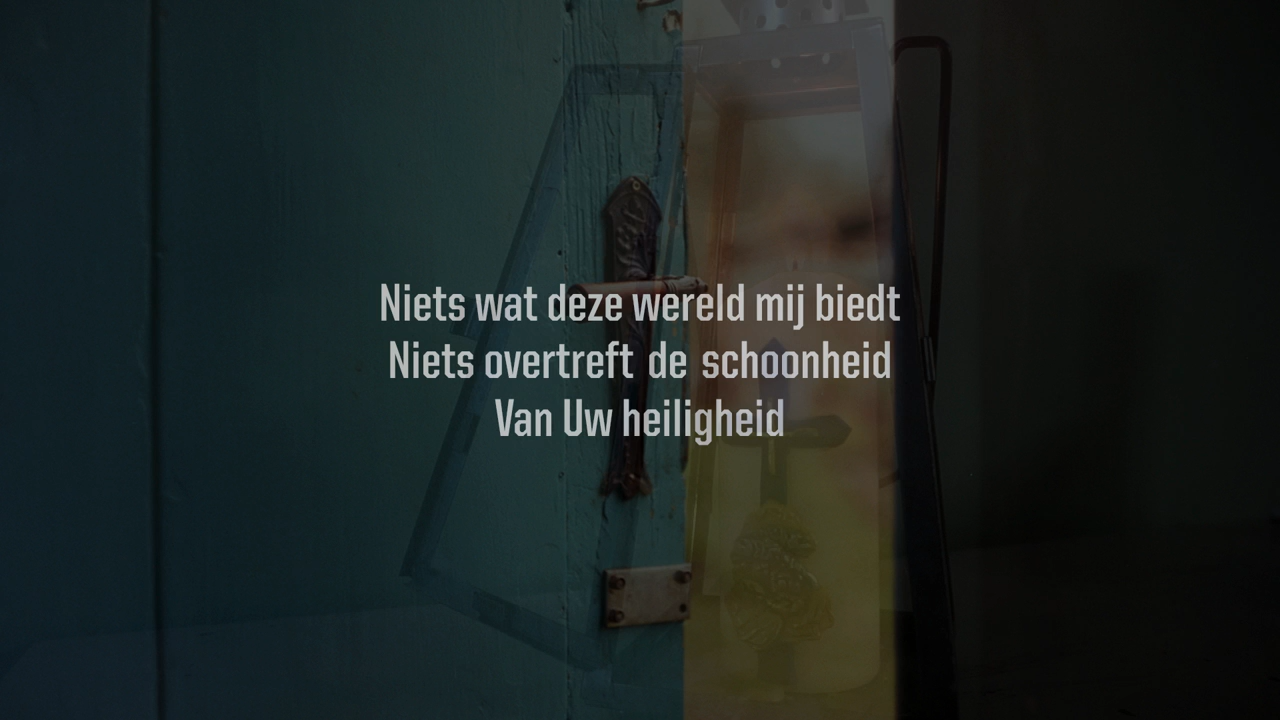 Niets wat deze wereld mij biedt
Niets overtreft de schoonheid
Van Uw heiligheid